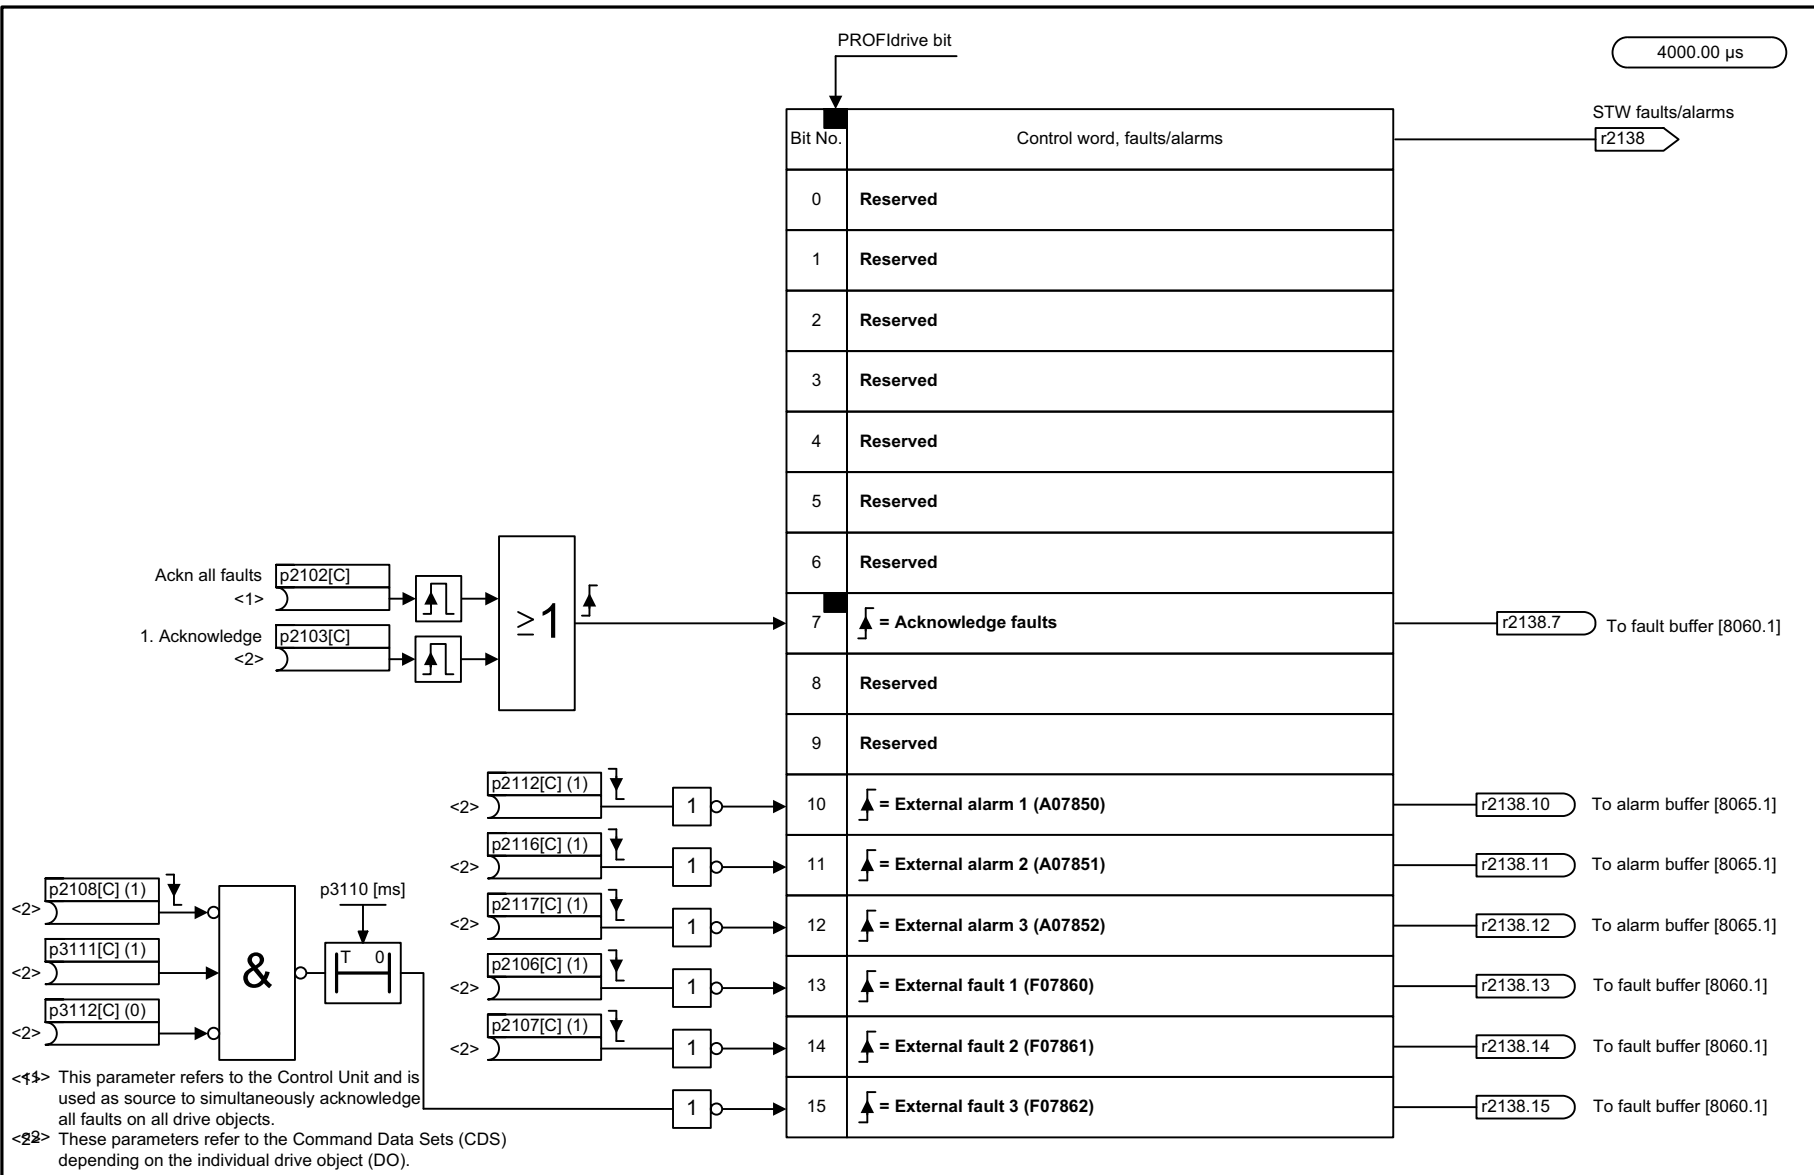 PROFIdrive bit
4000.00 µs
STW faults/alarms
Bit No. Control word, faults/alarms
r2138
0 Reserved
1 Reserved
2 Reserved
3 Reserved
4 Reserved
5 Reserved
6 Reserved
Ackn all faults p2102[C]
<1>
1. Acknowledge p2103[C]
<2>
≥1
7 = Acknowledge faults
r2138.7 To fault buffer [8060.1]
8 Reserved
9 Reserved
p2112[C] (1)
<2> 1 10 = External alarm 1 (A07850) r2138.10 To alarm buffer [8065.1]
p2116[C] (1)
<2> 1 11 = External alarm 2 (A07851) r2138.11 To alarm buffer [8065.1]
p2117[C] (1)
<2> 1 12 = External alarm 3 (A07852) r2138.12 To alarm buffer [8065.1]
p2106[C] (1)
<2> 1 13 = External fault 1 (F07860) r2138.13 To fault buffer [8060.1]
p2107[C] (1)
<2> 1 14 = External fault 2 (F07861) r2138.14 To fault buffer [8060.1]
1 15 = External fault 3 (F07862) r2138.15 To fault buffer [8060.1]
p2108[C] (1)
<2>
p3111[C] (1)
<2>
p3112[C] (0)
<2>
&
p3110 [ms]
T 0
<1> This parameter refers to the Control Unit and is
used as source to simultaneously acknowledge
all faults on all drive objects.
<2> These parameters refer to the Command Data Sets (CDS)
depending on the individual drive object (DO).